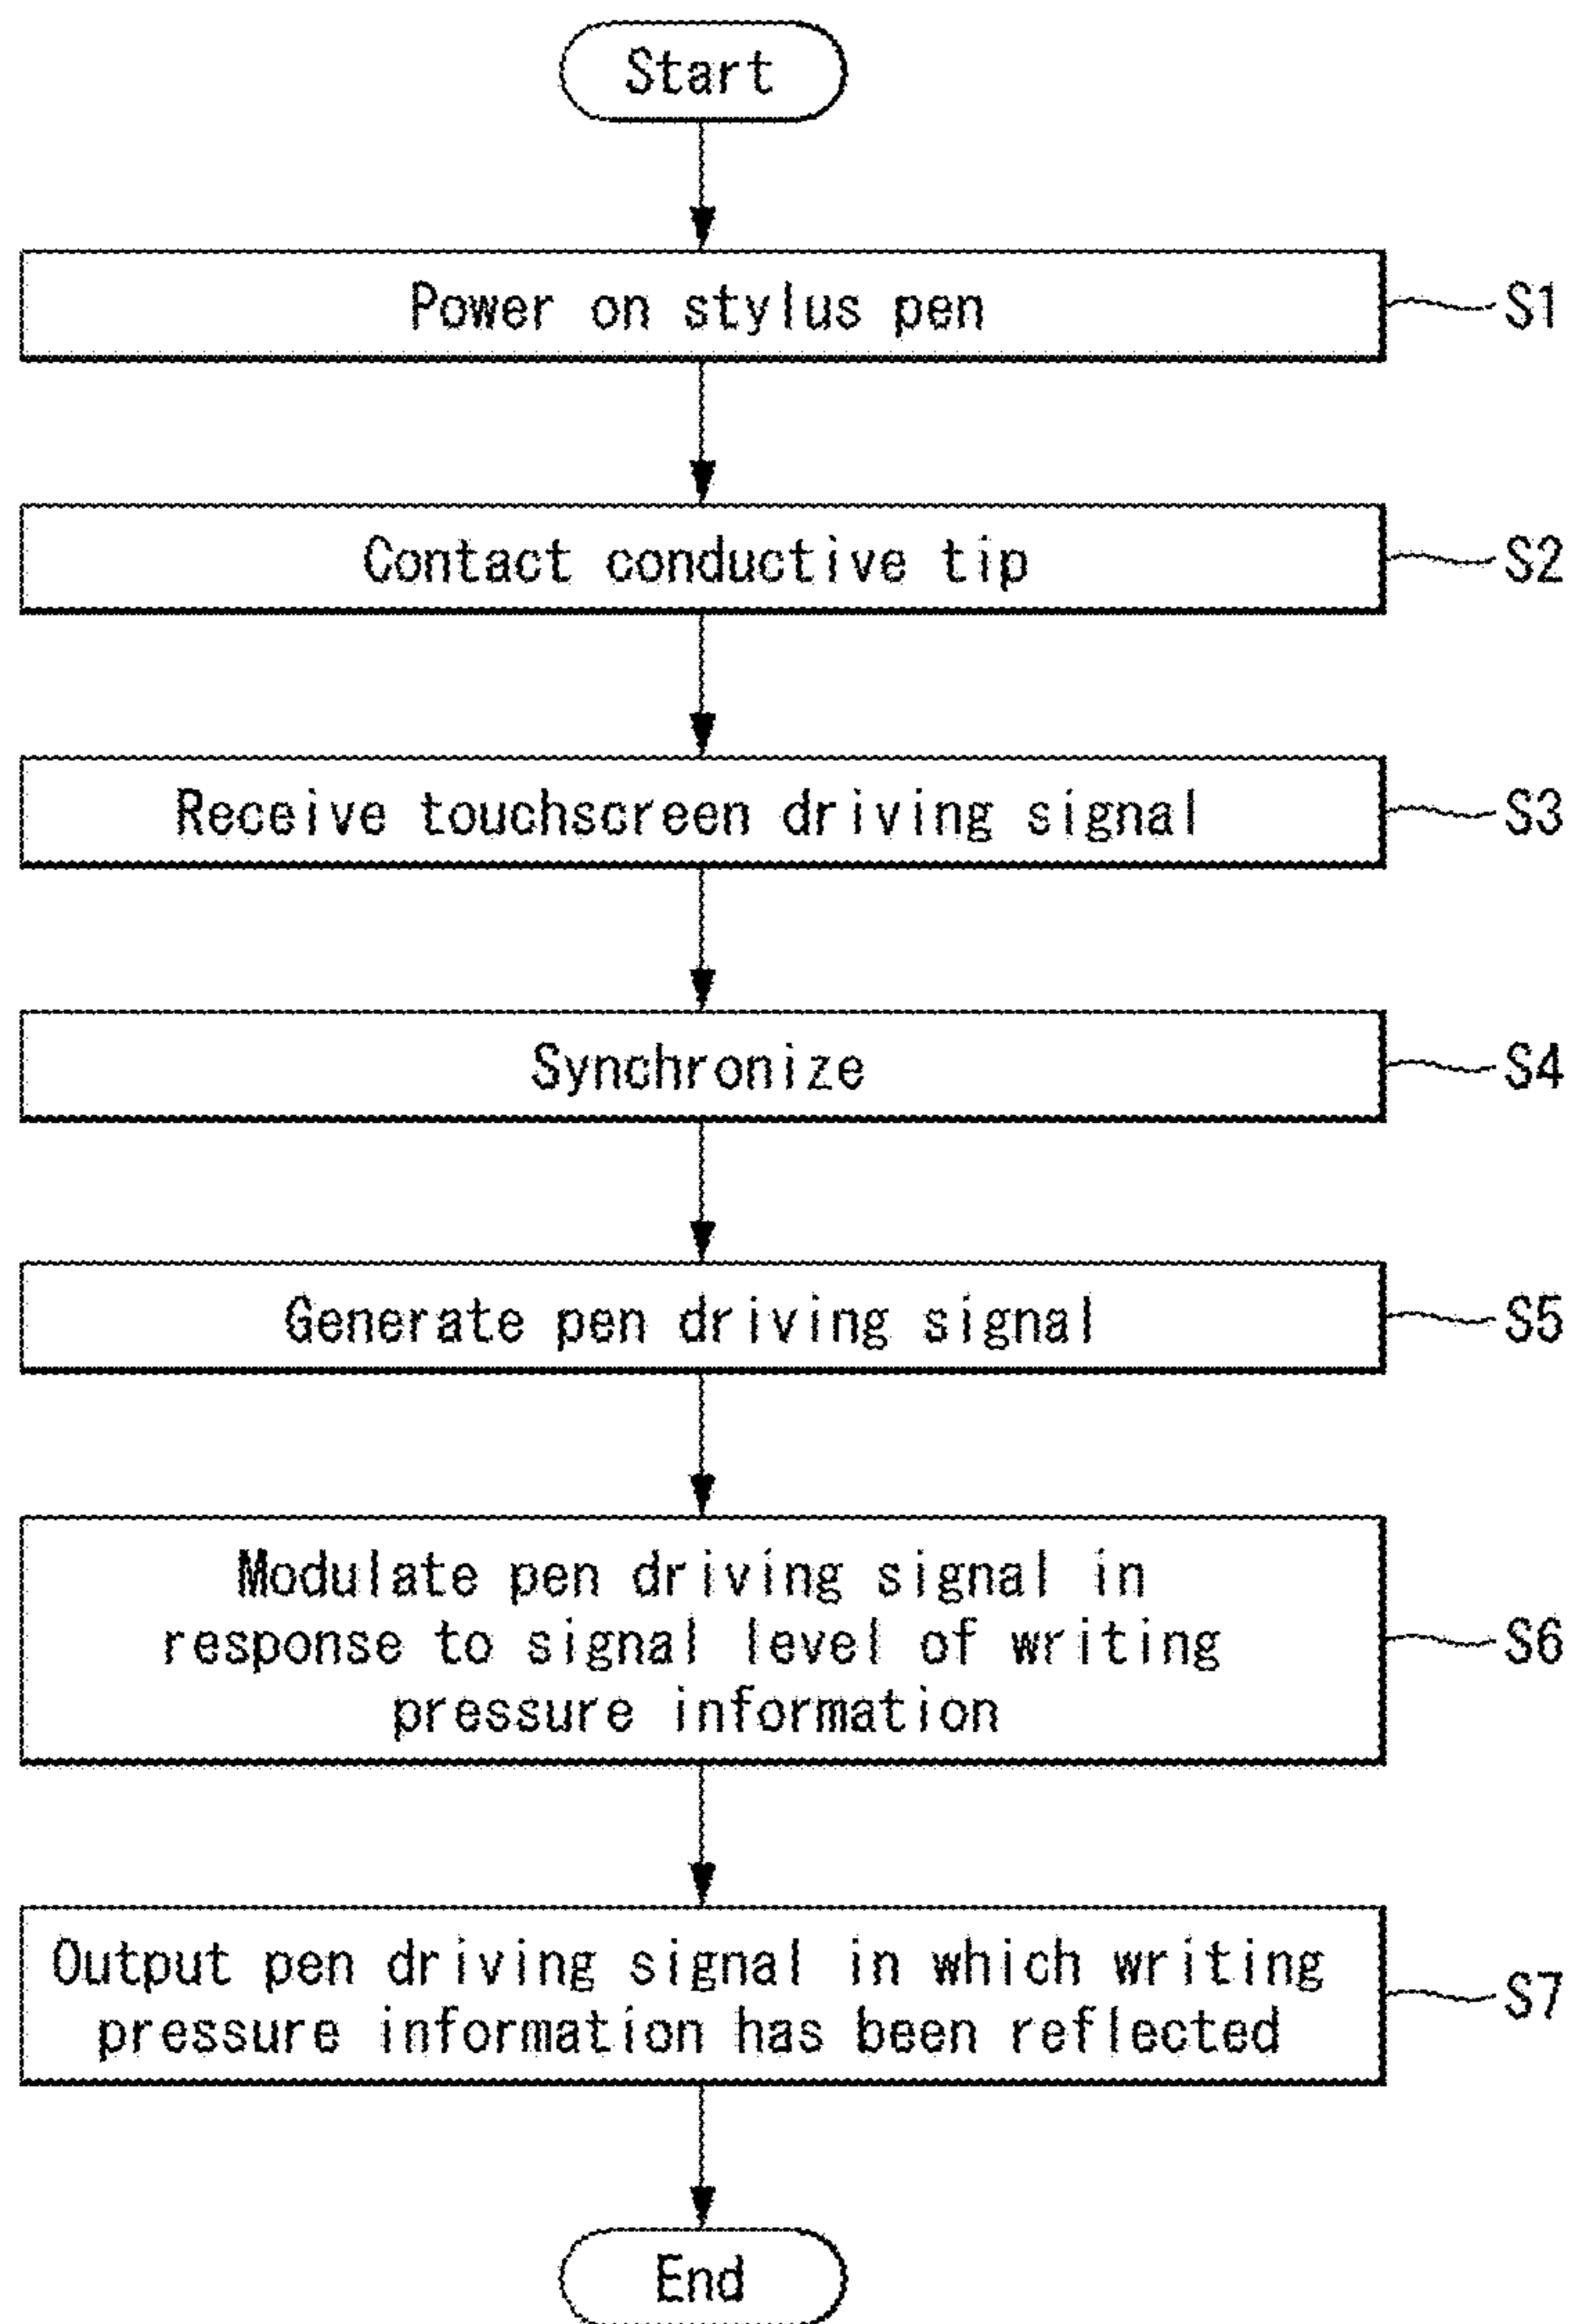 Start
Power on stylus pen
S1
Contact conductive tip
S2
Receive touchscreen driving signal
S3
Synchronize
S4
Generate pen driving signal
S5
Modulate pen driving signal in
response to signal level of writing
pressure information
S6
Output pen driving signal in which writing
pressure information has been reflected
S7
End